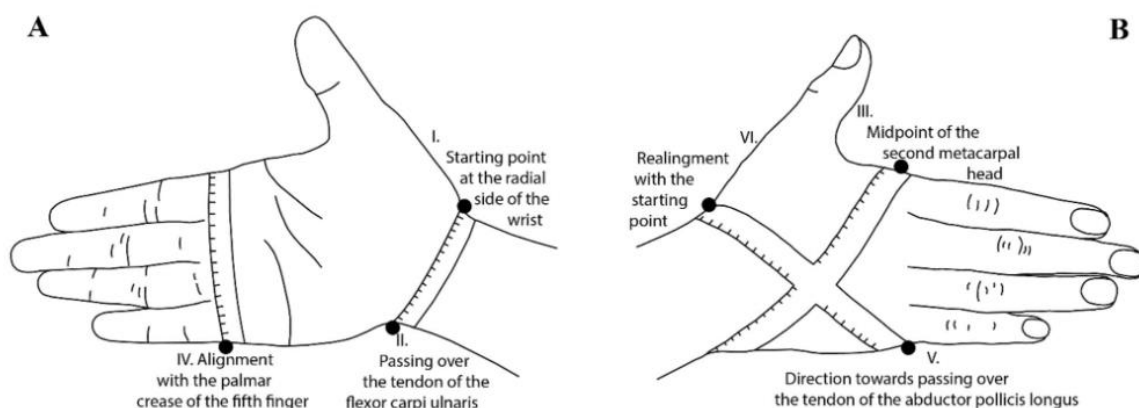 A
I.
Starting point
at the radial
side of the
wrist
II.
Passing over
the tendon of the
flexor carpi ulnaris
IV. Alignment
with the palmar
crease of the fifth finger
B
III.
Midpoint of the
second metacarpal
head
VI.
Realingment
with the
starting
point
V.
Direction towards passing over
the tendon of the abductor pollicis longus